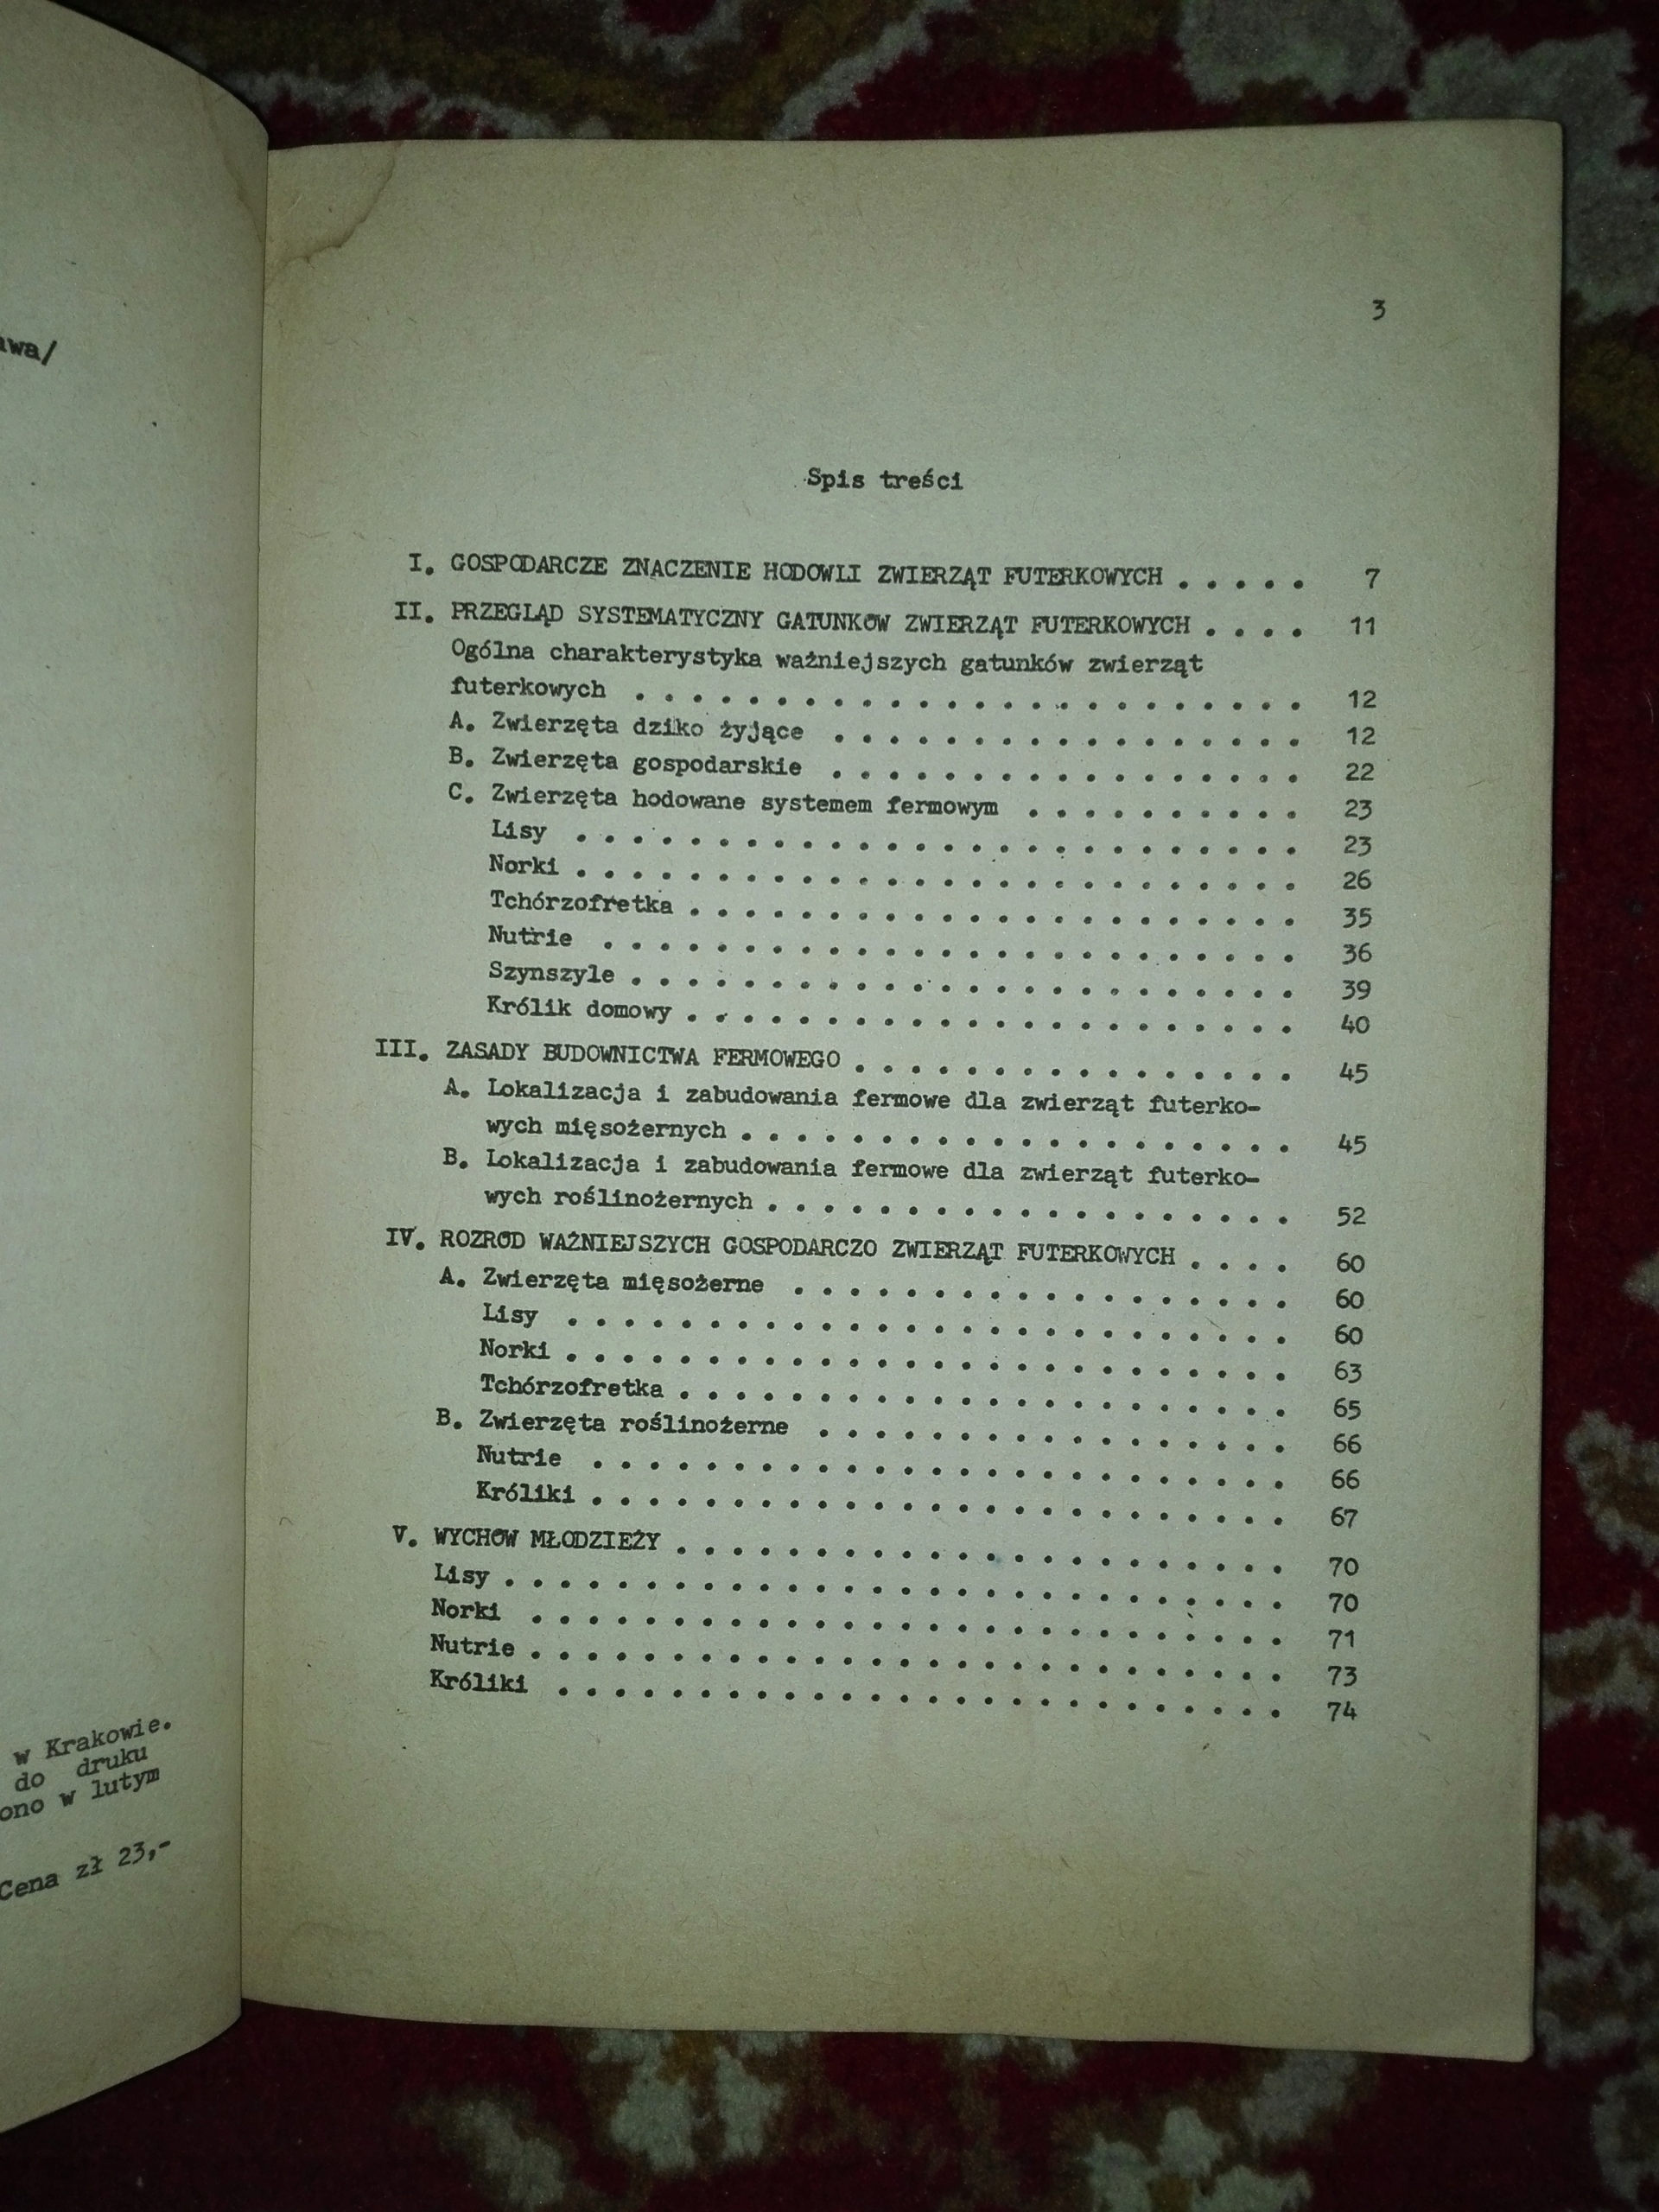 wa/
w Krakowie.
do druku
ono w lutym
Cena zł 23,-
3
Spis treści
I. GOSPODARCZE ZNACZENIE HODOWLI ZWIERZĄT FUTERKOWYCH . . . . . 7
II. PRZEGLĄD SYSTEMATYCZNY GATUNKÓW ZWIERZĄT FUTERKOWYCH . . . . 11
Ogólna charakterystyka ważniejszych gatunków zwierząt
futerkowych . . . . . . . . . . . . . . . . . . . . . . . . 12
A. Zwierzęta dziko żyjące . . . . . . . . . . . . . . . . . 12
B. Zwierzęta gospodarskie . . . . . . . . . . . . . . . . . 22
C. Zwierzęta hodowane systemem fermowym . . . . . . . . . . 23
Lisy . . . . . . . . . . . . . . . . . . . . . . . . . . 23
Norki . . . . . . . . . . . . . . . . . . . . . . . . . . 26
Tchórzofretka . . . . . . . . . . . . . . . . . . . . . . 35
Nutrie . . . . . . . . . . . . . . . . . . . . . . . . . 36
Szynszyle . . . . . . . . . . . . . . . . . . . . . . . . 39
Królik domowy . . . . . . . . . . . . . . . . . . . . . . 40
III. ZASADY BUDOWNICTWA FERMOWEGO . . . . . . . . . . . . . . . . 45
A. Lokalizacja i zabudowania fermowe dla zwierząt futerko-
wych mięsożernych . . . . . . . . . . . . . . . . . . . . 45
B. Lokalizacja i zabudowania fermowe dla zwierząt futerko-
wych roślinożernych . . . . . . . . . . . . . . . . . . . 52
IV. ROZRÓD WAŻNIEJSZYCH GOSPODARCZO ZWIERZĄT FUTERKOWYCH . . . . 60
A. Zwierzęta mięsożerne . . . . . . . . . . . . . . . . . . 60
Lisy . . . . . . . . . . . . . . . . . . . . . . . . . . 60
Norki . . . . . . . . . . . . . . . . . . . . . . . . . . 63
Tchórzofretka . . . . . . . . . . . . . . . . . . . . . . 65
B. Zwierzęta roślinożerne . . . . . . . . . . . . . . . . . 66
Nutrie . . . . . . . . . . . . . . . . . . . . . . . . . 66
Króliki . . . . . . . . . . . . . . . . . . . . . . . . . 67
V. WYCHÓW MŁODZIEŻY . . . . . . . . . . . . . . . . . . . . . . 70
Lisy . . . . . . . . . . . . . . . . . . . . . . . . . . . . 70
Norki . . . . . . . . . . . . . . . . . . . . . . . . . . . 71
Nutrie . . . . . . . . . . . . . . . . . . . . . . . . . . . 73
Króliki . . . . . . . . . . . . . . . . . . . . . . . . . . 74